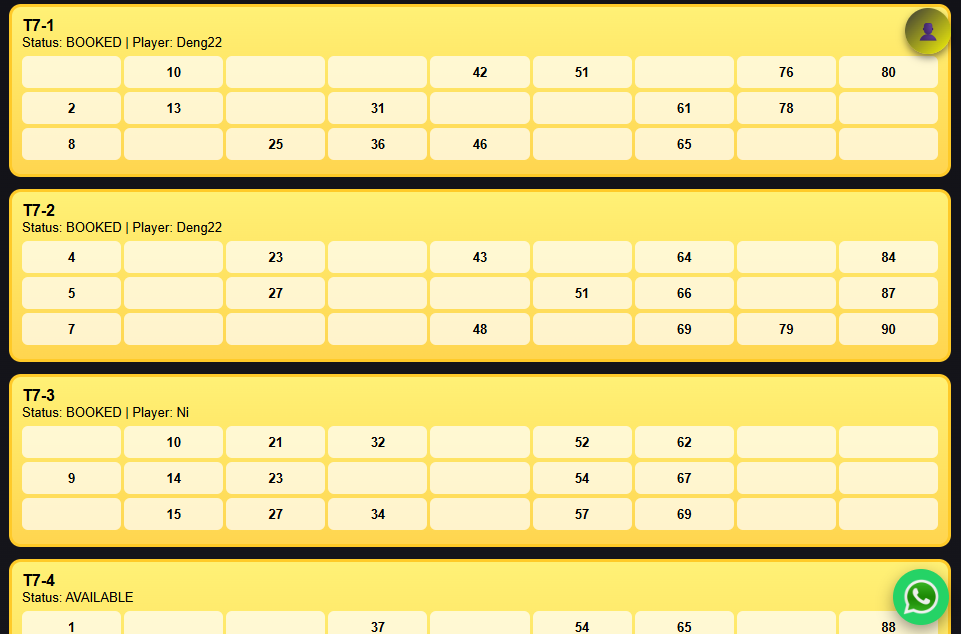 T7-1
Status: BOOKED | Player: Deng22
10 42 51 76 80
2 13 31 61 78
8 25 36 46 65
T7-2
Status: BOOKED | Player: Deng22
4 23 43 64 84
5 27 51 66 87
7 48 69 79 90
T7-3
Status: BOOKED | Player: Ni
10 21 32 52 62
9 14 23 54 67
15 27 34 57 69
T7-4
Status: AVAILABLE
1 37 54 65 88